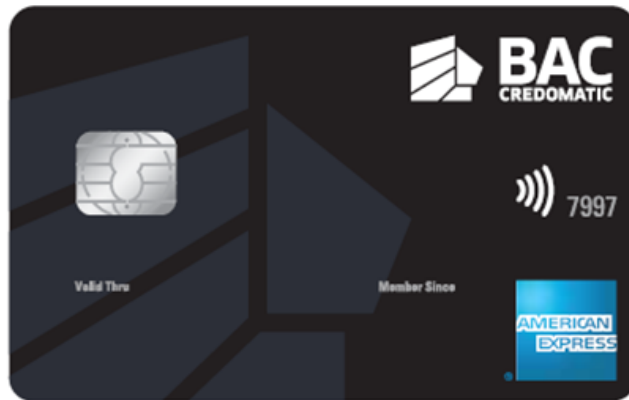 BAC
CREDOMATIC
7997
Valid Thru
Member Since
AMERICAN
EXPRESS